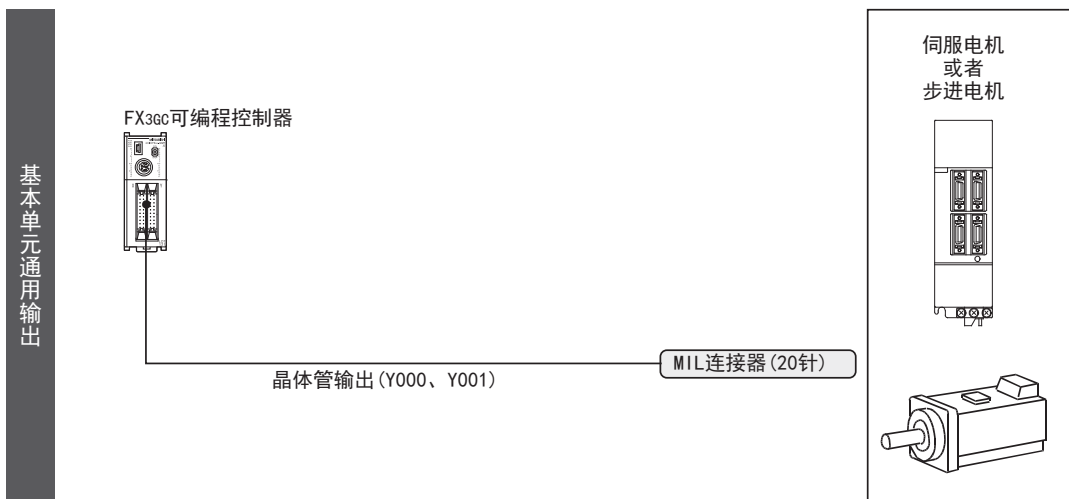 基本单元通用输出
FX3GC可编程控制器
晶体管输出(Y000、Y001)
MIL连接器(20针)
伺服电机
或者
步进电机